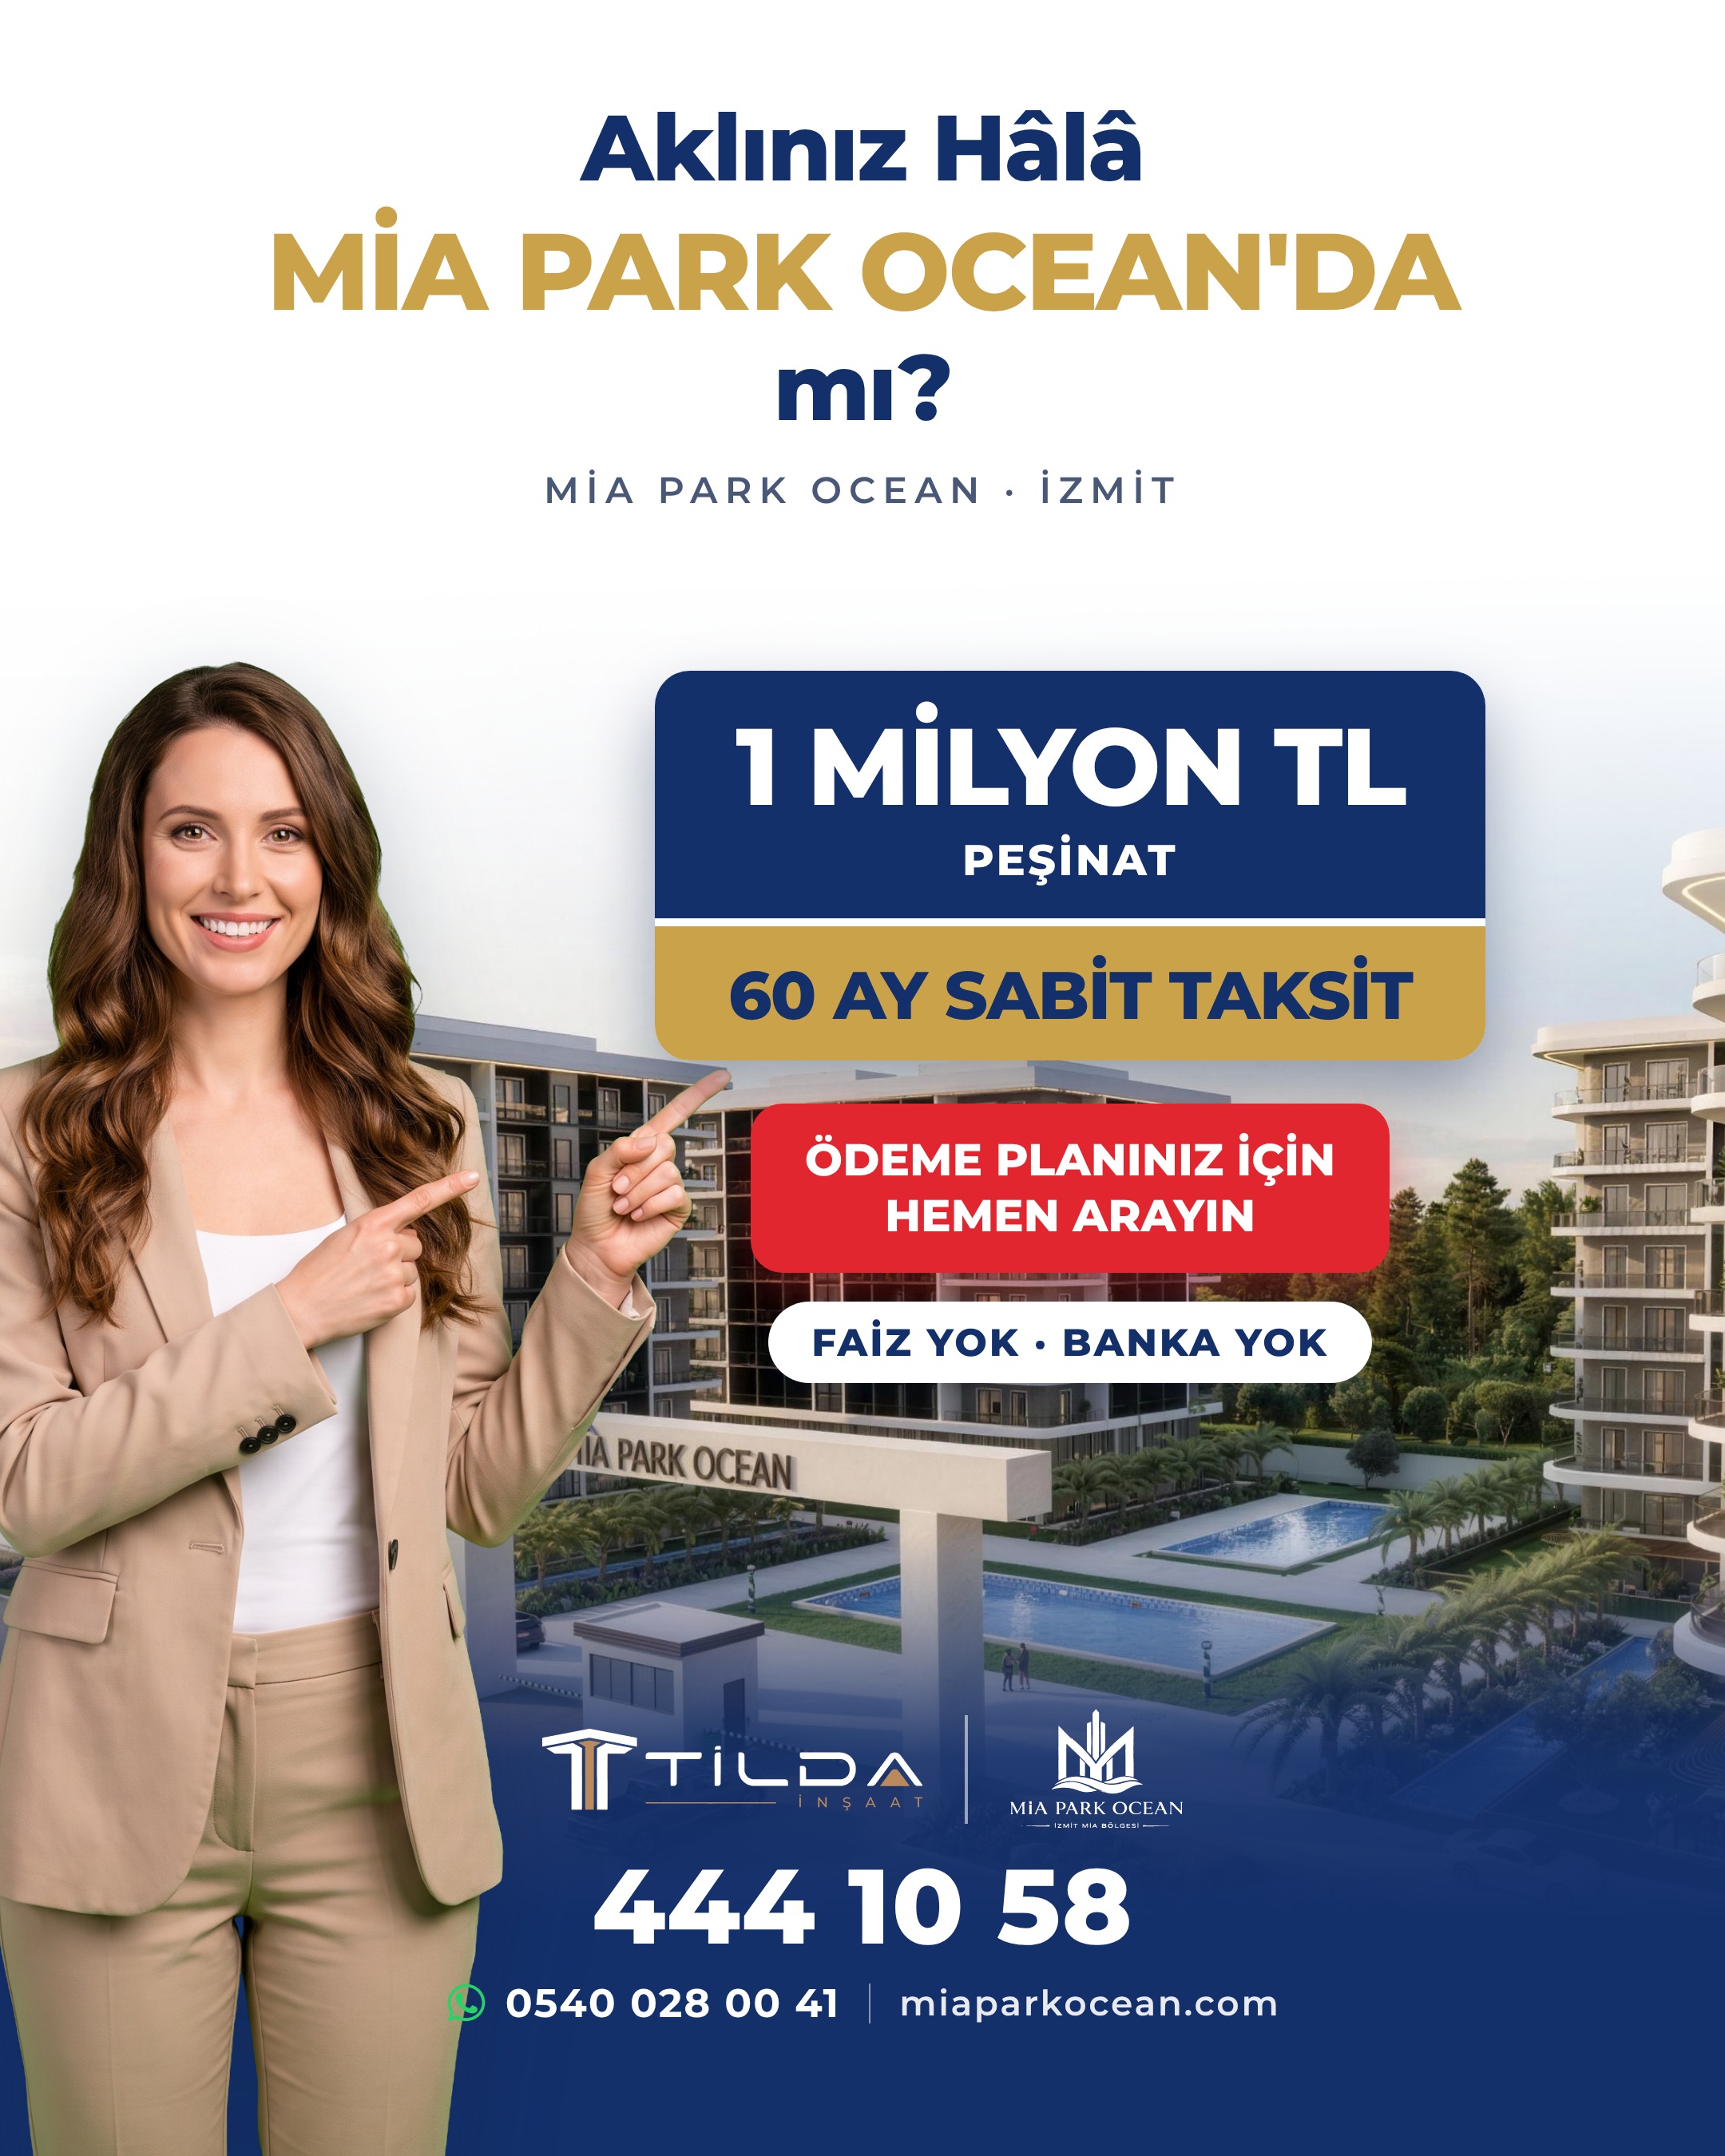 Aklınız Hâlâ
MİA PARK OCEAN'DA
mı?
MİA PARK OCEAN · İZMİT
1 MİLYON TL
PEŞİNAT
60 AY SABİT TAKSİT
ÖDEME PLANINIZ İÇİN
HEMEN ARAYIN
FAİZ YOK · BANKA YOK
MİA PARK OCEAN
TİLDA
İNŞAAT
MİA PARK OCEAN
İZMİT MİA BÖLGESİ
444 10 58
0540 028 00 41
miaparkocean.com